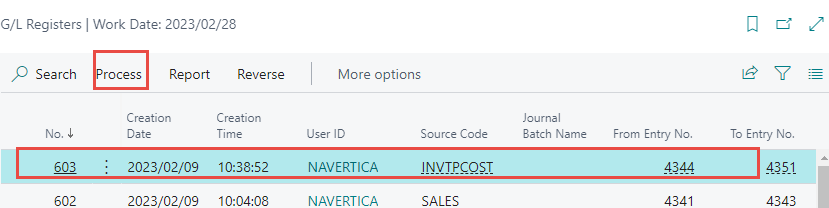 G/L Registers | Work Date: 2023/02/28
Search Process Report Reverse More options
No. ↓ Creation Date Creation Time User ID Source Code Journal Batch Name From Entry No. To Entry No.
603 2023/02/09 10:38:52 NAVERTICA INVTPCOST 4344 4351
602 2023/02/09 10:04:08 NAVERTICA SALES 4341 4343